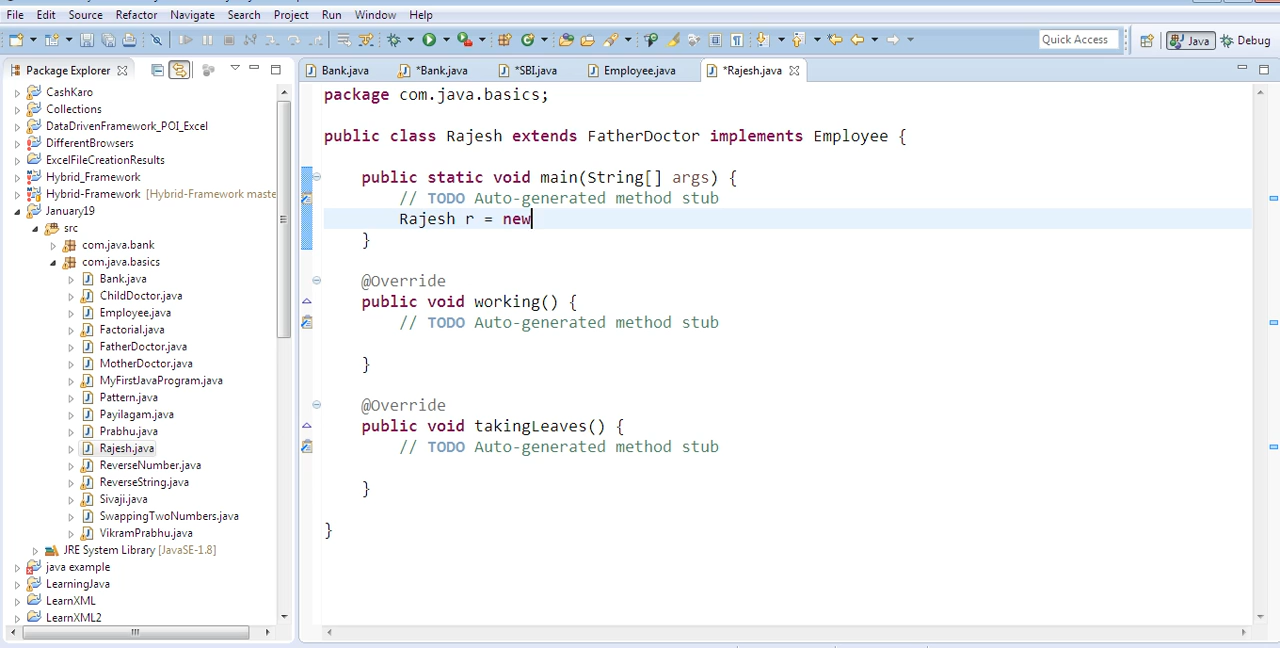 File Edit Source Refactor Navigate Search Project Run Window Help
Quick Access Java Debug
Package Explorer Bank.java *Bank.java *SBI.java Employee.java *Rajesh.java
CashKaro
Collections
DataDrivenFramework_POI_Excel
DifferentBrowsers
ExcelFileCreationResults
Hybrid_Framework
Hybrid-Framework [Hybrid-Framework maste
January19
src
com.java.bank
com.java.basics
Bank.java
ChildDoctor.java
Employee.java
Factorial.java
FatherDoctor.java
MotherDoctor.java
MyFirstJavaProgram.java
Pattern.java
Payilagam.java
Prabhu.java
Rajesh.java
ReverseNumber.java
ReverseString.java
Sivaji.java
SwappingTwoNumbers.java
VikramPrabhu.java
JRE System Library [JavaSE-1.8]
java example
LearningJava
LearnXML
LearnXML2
package com.java.basics;
public class Rajesh extends FatherDoctor implements Employee {
public static void main(String[] args) {
// TODO Auto-generated method stub
Rajesh r = new
}
@Override
public void working() {
// TODO Auto-generated method stub
}
@Override
public void takingLeaves() {
// TODO Auto-generated method stub
}
}